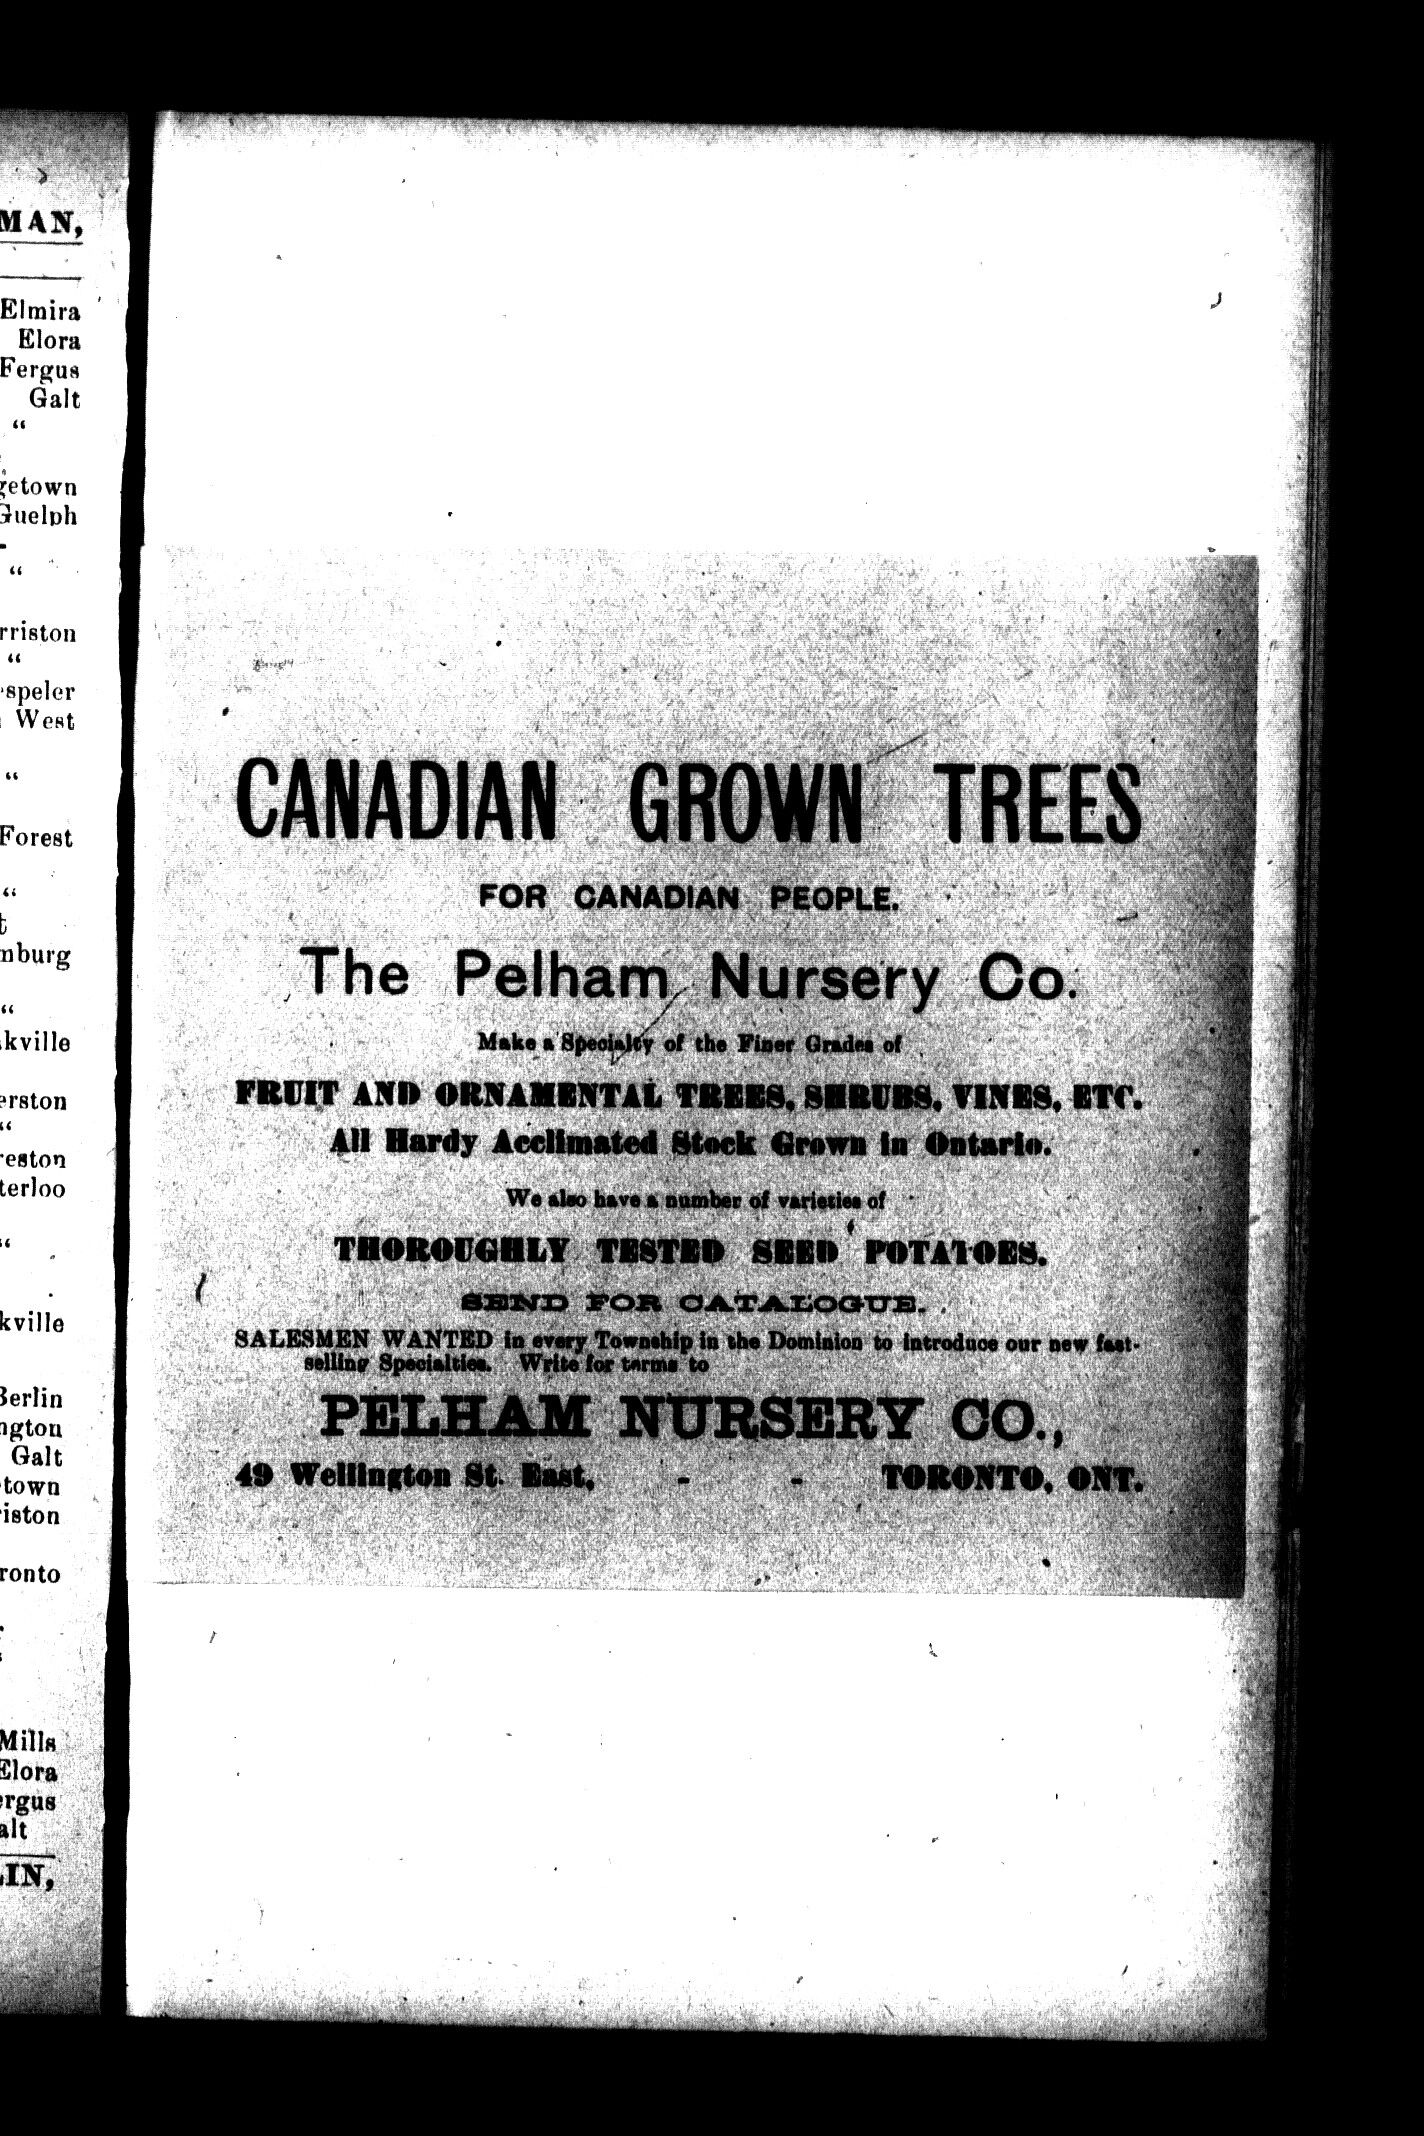 MAN,
Elmira
Elora
Fergus
Galt
“
getown
Guelph
“
rriston
“
speler
West
“
Forest
“
t
mburg
“
kville
erston
“
reston
terloo
“
kville
Berlin
ngton
Galt
town
riston
ronto
Mills
Elora
ergus
alt
LIN,
CANADIAN GROWN TREES
FOR CANADIAN PEOPLE.
The Pelham Nursery Co.
Make a Specialty of the Finer Grades of
FRUIT AND ORNAMENTAL TREES, SHRUBS, VINES, ETC.
All Hardy Acclimated Stock Grown in Ontario.
We also have a number of varieties of
THOROUGHLY TESTED SEED POTATOES.
SEND FOR CATALOGUE.
SALESMEN WANTED in every Township in the Dominion to introduce our new fast-
selling Specialties. Write for terms to
PELHAM NURSERY CO.,
49 Wellington St. East, - - TORONTO, ONT.